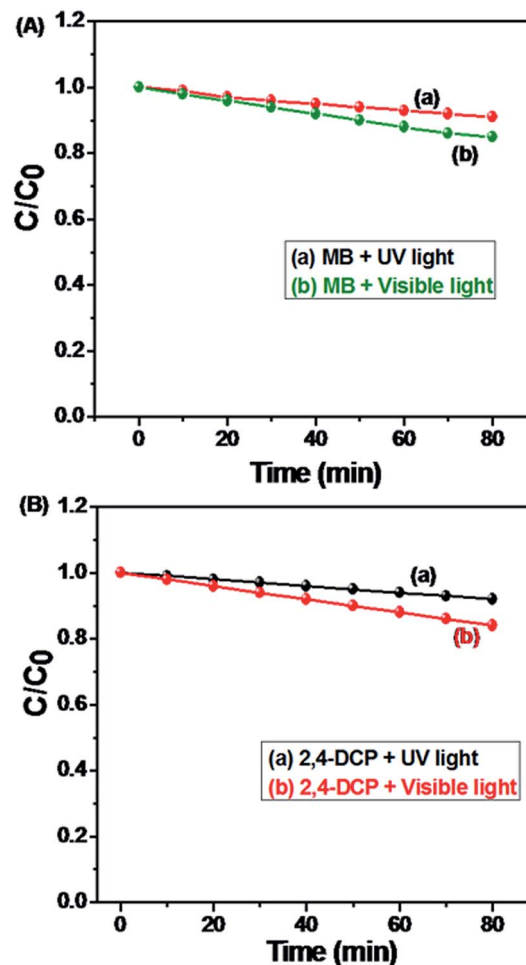 (A)
1.2
1.0
0.8
0.6
0.4
0.2
0.0
C/C0
(a)
(b)
(a) MB + UV light
(b) MB + Visible light
0 20 40 60 80
Time (min)
(B)
1.2
1.0
0.8
0.6
0.4
0.2
0.0
C/C0
(a)
(b)
(a) 2,4-DCP + UV light
(b) 2,4-DCP + Visible light
0 20 40 60 80
Time (min)